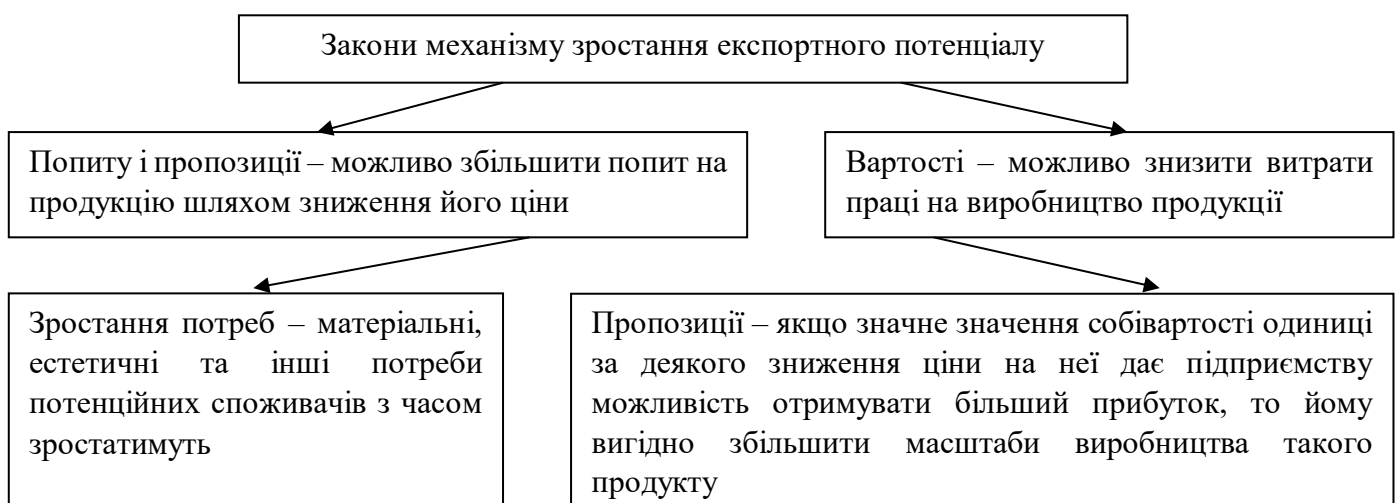 Закони механізму зростання експортного потенціалу
Попиту і пропозиції – можливо збільшити попит на
продукцію шляхом зниження його ціни
Вартості – можливо знизити витрати
праці на виробництво продукції
Зростання потреб – матеріальні,
естетичні та інші потреби
потенційних споживачів з часом
зростатимуть
Пропозиції – якщо значне значення собівартості одиниці
за деякого зниження ціни на неї дає підприємству
можливість отримувати більший прибуток, то йому
вигідно збільшити масштаби виробництва такого
продукту